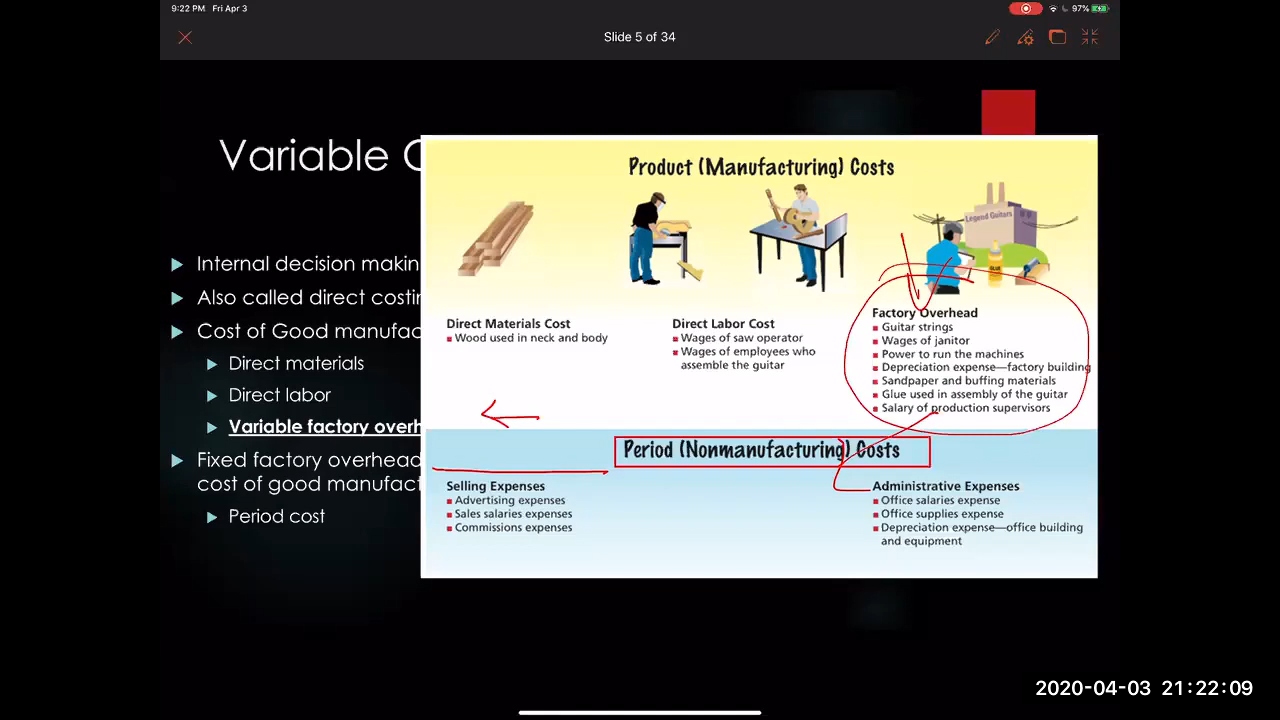 9:22 PM Fri Apr 3
97%
Slide 5 of 34
Variable C
Internal decision makin
Also called direct costin
Cost of Good manufac
Direct materials
Direct labor
Variable factory overh
Fixed factory overhead
cost of good manufact
Period cost
Product (Manufacturing) Costs
Legend Guitars
GLUE
Direct Materials Cost
Wood used in neck and body
Direct Labor Cost
Wages of saw operator
Wages of employees who
assemble the guitar
Factory Overhead
Guitar strings
Wages of janitor
Power to run the machines
Depreciation expense—factory building
Sandpaper and buffing materials
Glue used in assembly of the guitar
Salary of production supervisors
Period (Nonmanufacturing) Costs
Selling Expenses
Advertising expenses
Sales salaries expenses
Commissions expenses
Administrative Expenses
Office salaries expense
Office supplies expense
Depreciation expense—office building
and equipment
2020-04-03 21:22:09